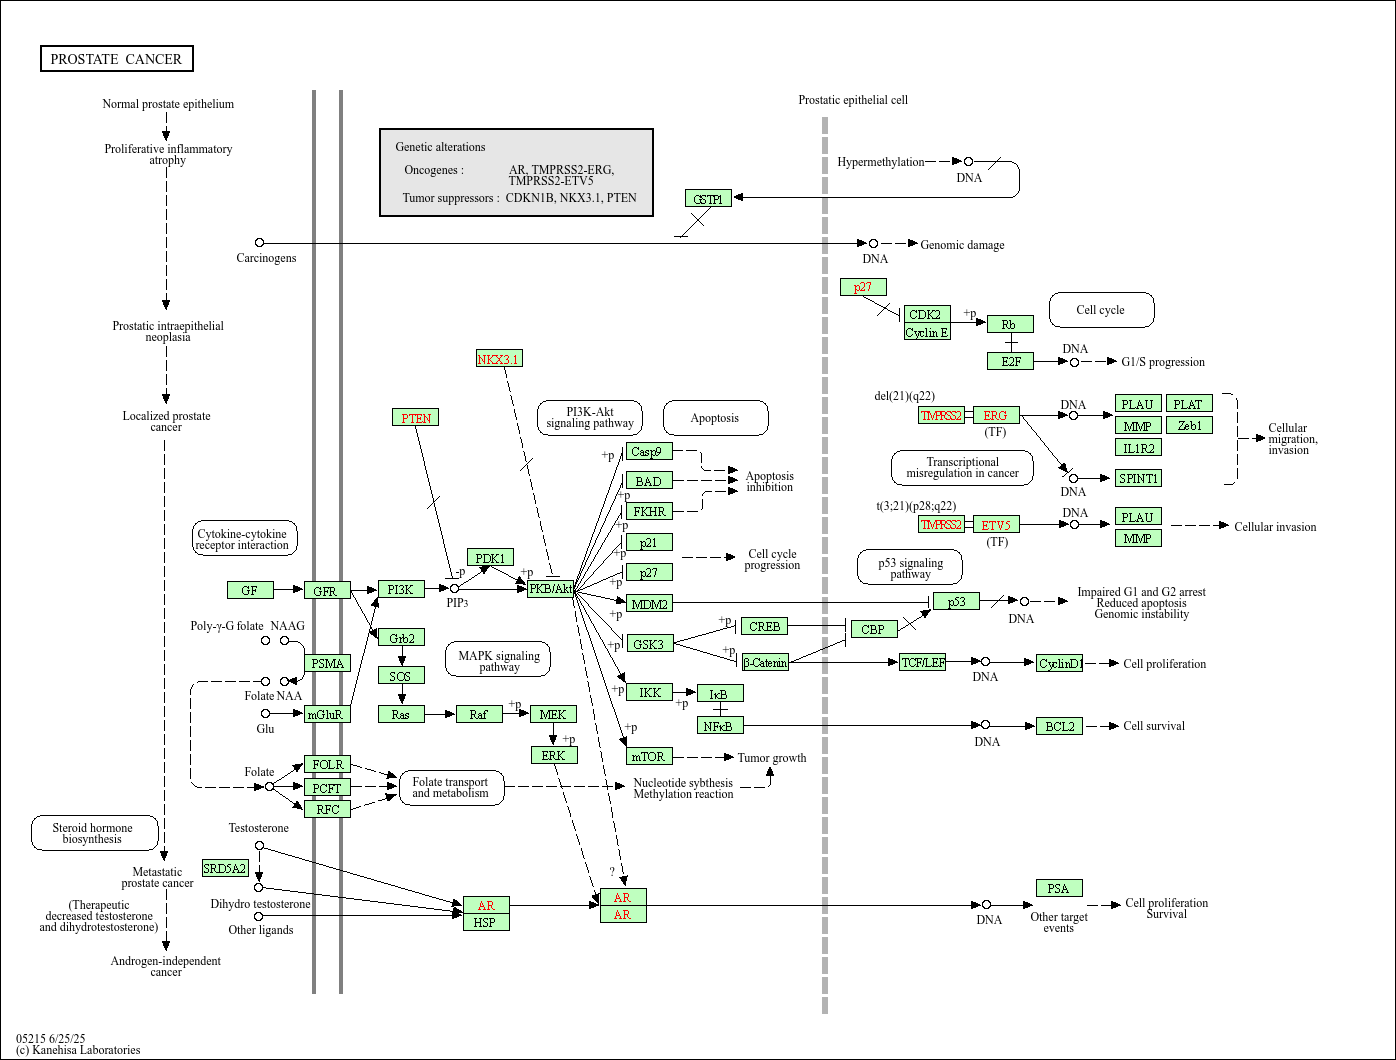 PROSTATE CANCER
Normal prostate epithelium
Proliferative inflammatory
atrophy
Prostatic intraepithelial
neoplasia
Localized prostate
cancer
Steroid hormone
biosynthesis
Metastatic
prostate cancer
(Therapeutic
decreased testosterone
and dihydrotestosterone)
Androgen-independent
cancer
Genetic alterations
Oncogenes : AR, TMPRSS2-ERG,
TMPRSS2-ETV5
Tumor suppressors : CDKN1B, NKX3.1, PTEN
Prostatic epithelial cell
Hypermethylation
DNA
GSTP1
Carcinogens
DNA
Genomic damage
p27
CDK2
Cyclin E
+p
Rb
E2F
Cell cycle
DNA
G1/S progression
NKX3.1
PTEN
PI3K-Akt
signaling pathway
Apoptosis
del(21)(q22)
TMPRSS2
ERG
(TF)
DNA
PLAU
PLAT
MMP
Zeb1
IL1R2
DNA
SPINT1
Cellular
migration,
invasion
Transcriptional
misregulation in cancer
t(3;21)(p28;q22)
TMPRSS2
ETV5
(TF)
DNA
PLAU
MMP
Cellular invasion
Cytokine-cytokine
receptor interaction
GF
GFR
PI3K
PDK1
-p
+p
PIP3
PKB/Akt
+p
Casp9
BAD
+p
FKHR
+p
Apoptosis
inhibition
p21
+p
p27
+p
Cell cycle
progression
MDM2
+p
p53 signaling
pathway
p53
DNA
Impaired G1 and G2 arrest
Reduced apoptosis
Genomic instability
GSK3
+p
+p
+p
CREB
CBP
β-Catenin
TCF/LEF
DNA
CyclinD1
Cell proliferation
Poly-γ-G folate
NAAG
PSMA
Folate
NAA
Glu
mGluR
Grb2
SOS
Ras
Raf
+p
MEK
+p
ERK
MAPK signaling
pathway
+p
IKK
+p
IκB
NFκB
DNA
BCL2
Cell survival
+p
mTOR
Tumor growth
Folate
FOLR
PCFT
RFC
Folate transport
and metabolism
Nucleotide sybthesis
Methylation reaction
Testosterone
SRD5A2
Dihydro testosterone
Other ligands
AR
HSP
?
AR
AR
DNA
PSA
Other target
events
Cell proliferation
Survival
05215 6/25/25
(c) Kanehisa Laboratories